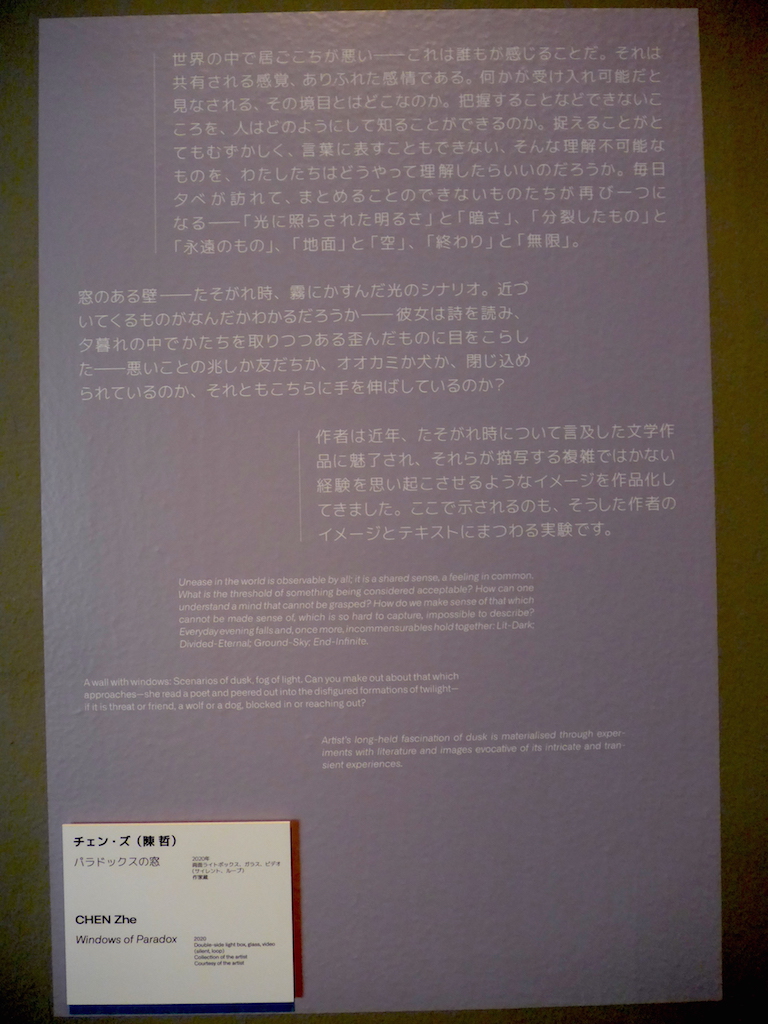 世界の中で居ごこちが悪い——これは誰もが感じることだ。それは
共有される感覚、ありふれた感情である。何かが受け入れ可能だと
見なされる、その境目とはどこなのか。把握することなどできないこ
ころを、人はどのようにして知ることができるのか。捉えることがと
てもむずかしく、言葉に表すこともできない、そんな理解不可能な
ものを、わたしたちはどうやって理解したらいいのだろうか。毎日
夕べが訪れて、まとめることのできないものたちが再び一つに
なる——「光に照らされた明るさ」と「暗さ」、「分裂したもの」と
「永遠のもの」、「地面」と「空」、「終わり」と「無限」。
窓のある壁——たそがれ時、霧にかすんだ光のシナリオ。近づ
いてくるものがなんだかわかるだろうか——彼女は詩を読み、
夕暮れの中でかたちを取りつつある歪んだものに目をこらし
た——悪いことの兆しか友だちか、オオカミか犬か、閉じ込め
られているのか、それともこちらに手を伸ばしているのか?
作者は近年、たそがれ時について言及した文学作
品に魅了され、それらが描写する複雑ではかない
経験を思い起こさせるようなイメージを作品化し
てきました。ここで示されるのも、そうした作者の
イメージとテキストにまつわる実験です。
Unease in the world is observable by all; it is a shared sense, a feeling in common.
What is the threshold of something being considered acceptable? How can one
understand a mind that cannot be grasped? How do we make sense of that which
cannot be made sense of, which is so hard to capture, impossible to describe?
Everyday evening falls and, once more, incommensurables hold together: Lit-Dark;
Divided-Eternal; Ground-Sky; End-Infinite.
A wall with windows: Scenarios of dusk, fog of light. Can you make out about that which
approaches—she read a poet and peered out into the disfigured formations of twilight—
if it is threat or friend, a wolf or a dog, blocked in or reaching out?
Artist's long-held fascination of dusk is materialised through exper-
iments with literature and images evocative of its intricate and tran-
sient experiences.
チェン・ズ（陳 哲）
パラドックスの窓
2020年
両面ライトボックス、ガラス、ビデオ
（サイレント、ループ）
作家蔵
CHEN Zhe
Windows of Paradox
2020
Double-side light box, glass, video
(silent, loop)
Collection of the artist
Courtesy of the artist